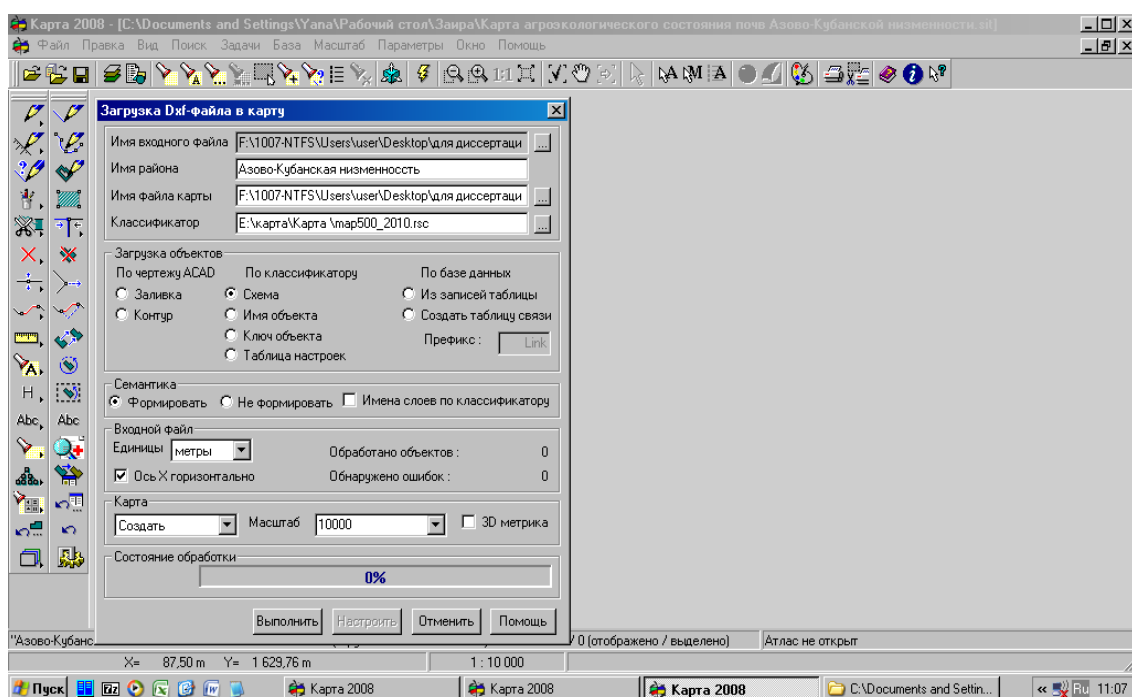 Карта 2008 - [C:\Documents and Settings\Yana\Рабочий стол\Заира\Карта агроэкологического состояния почв Азово-Кубанской низменности.sit]
Файл Правка Вид Поиск Задачи База Масштаб Параметры Окно Помощь
1:1
Загрузка Dxf-файла в карту
Имя входного файла F:\1007-NTFS\Users\user\Desktop\для диссертаци ...
Имя района Азово-Кубанская низменноссть
Имя файла карты F:\1007-NTFS\Users\user\Desktop\для диссертаци ...
Классификатор E:\карта\Карта \map500_2010.rsc ...
Загрузка объектов
По чертежу ACAD По классификатору По базе данных
Заливка Схема Из записей таблицы
Контур Имя объекта Создать таблицу связи
Ключ объекта Префикс : Link
Таблица настроек
Семантика
Формировать Не формировать Имена слоев по классификатору
Входной файл
Единицы метры Обработано объектов : 0
Ось X горизонтально Обнаружено ошибок : 0
Карта
Создать Масштаб 10000 3D метрика
Состояние обработки
0%
Выполнить Настроить Отменить Помощь
H
Abc Abc
"Азово-Кубанс / 0 (отображено / выделено) Атлас не открыт
X= 87,50 m Y= 1 629,76 m 1 : 10 000
Пуск Карта 2008 Карта 2008 Карта 2008 C:\Documents and Settin... « Ru 11:07